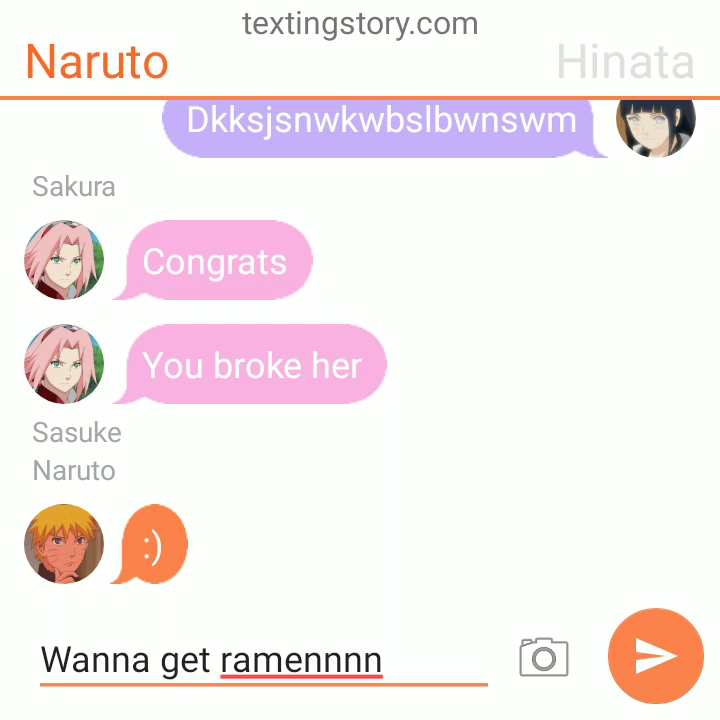 textingstory.com
Naruto Hinata
Dkksjsnwkwbslbwnswm
Sakura
Congrats
You broke her
Sasuke
Naruto
:)
Wanna get ramennnn